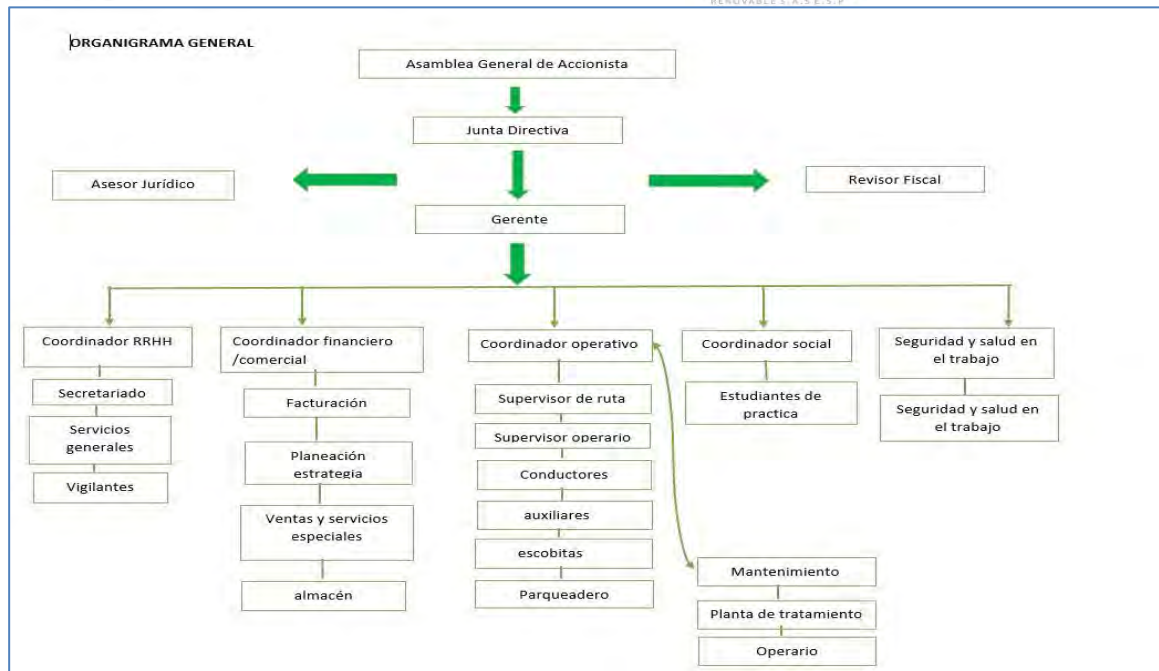 RENOVABLE S.A.S E.S.P
ORGANIGRAMA GENERAL
Asamblea General de Accionista
Junta Directiva
Asesor Jurídico
Revisor Fiscal
Gerente
Coordinador RRHH
Secretariado
Servicios
generales
Vigilantes
Coordinador financiero
/comercial
Facturación
Planeación
estrategia
Ventas y servicios
especiales
almacén
Coordinador operativo
Supervisor de ruta
Supervisor operario
Conductores
auxiliares
escobitas
Parqueadero
Coordinador social
Estudiantes de
practica
Seguridad y salud en
el trabajo
Seguridad y salud en
el trabajo
Mantenimiento
Planta de tratamiento
Operario